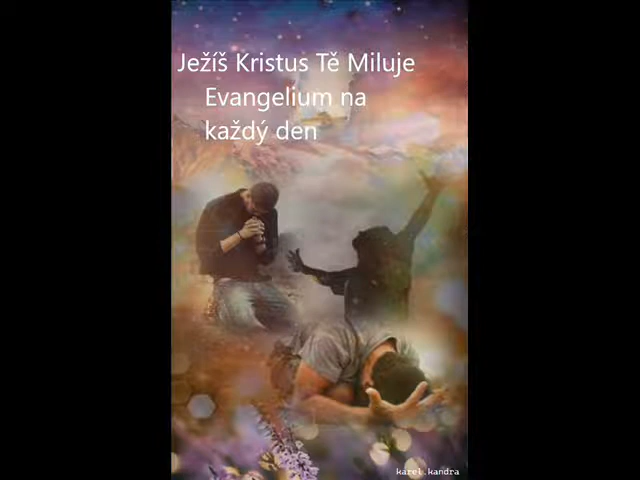 Ježíš Kristus Tě Miluje
Evangelium na
každý den
karel.kandra